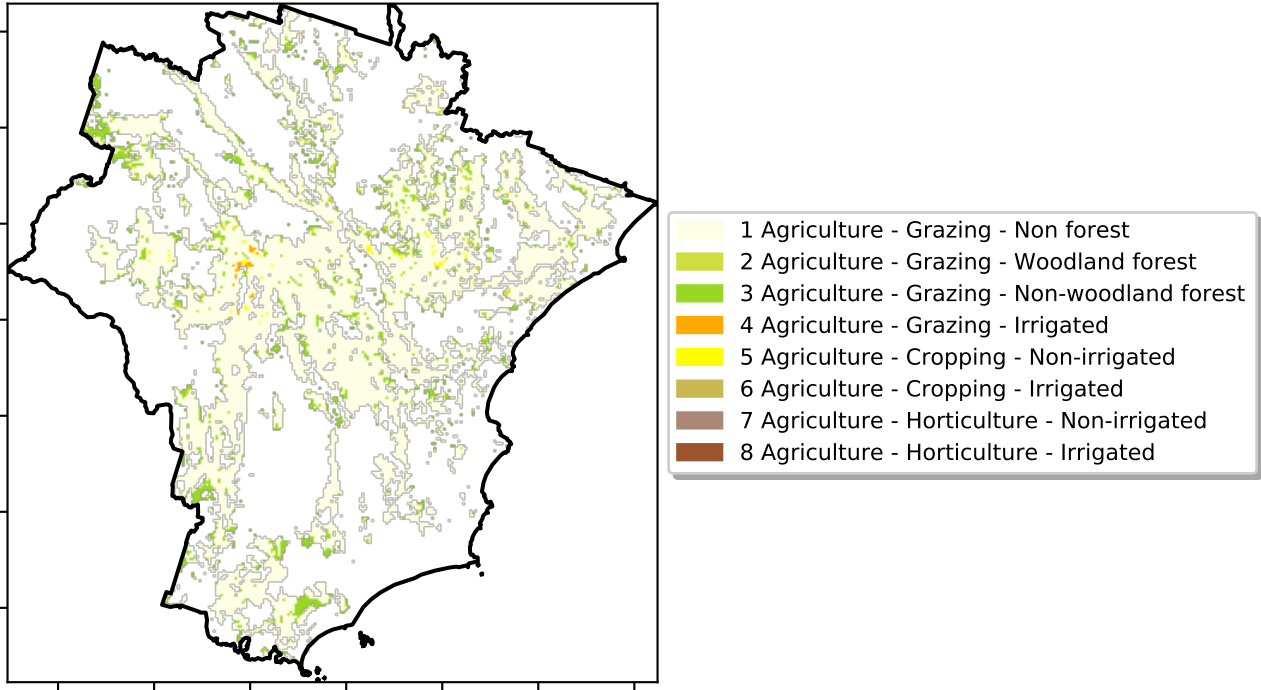 1 Agriculture - Grazing - Non forest
2 Agriculture - Grazing - Woodland forest
3 Agriculture - Grazing - Non-woodland forest
4 Agriculture - Grazing - Irrigated
5 Agriculture - Cropping - Non-irrigated
6 Agriculture - Cropping - Irrigated
7 Agriculture - Horticulture - Non-irrigated
8 Agriculture - Horticulture - Irrigated